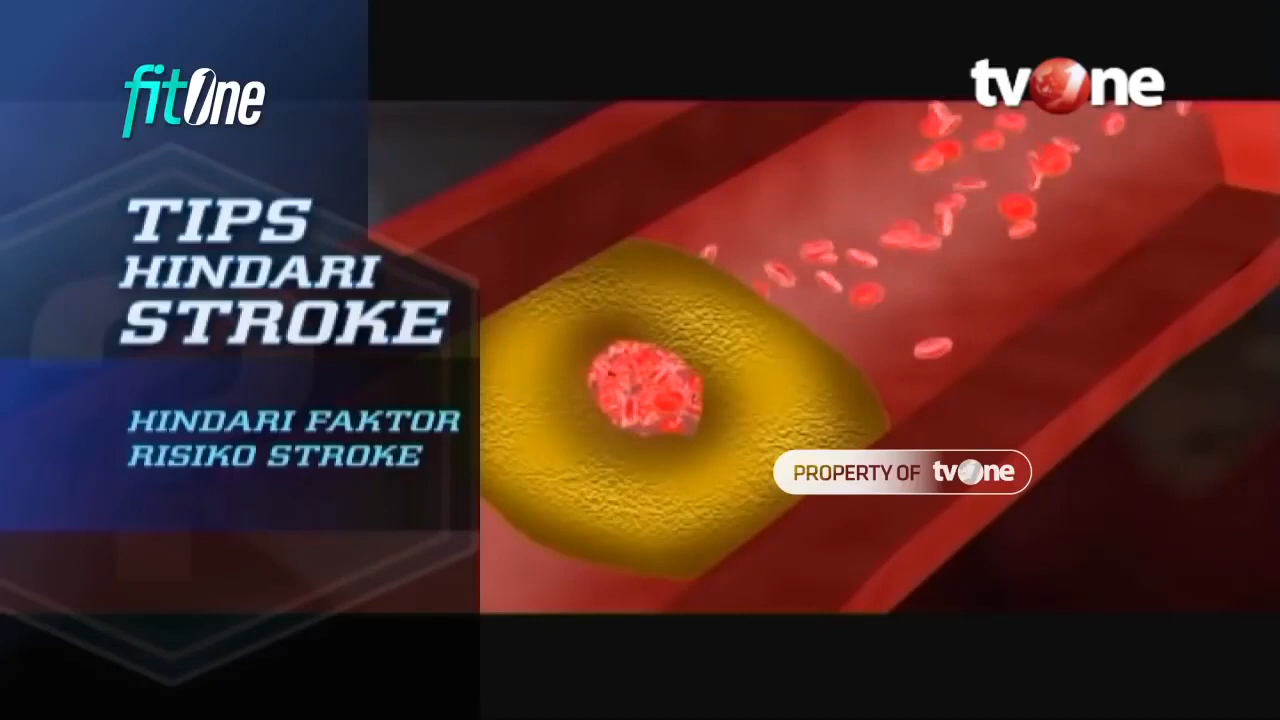 fitOne
tvOne
TIPS
HINDARI
STROKE
HINDARI FAKTOR
RISIKO STROKE
PROPERTY OF tvOne